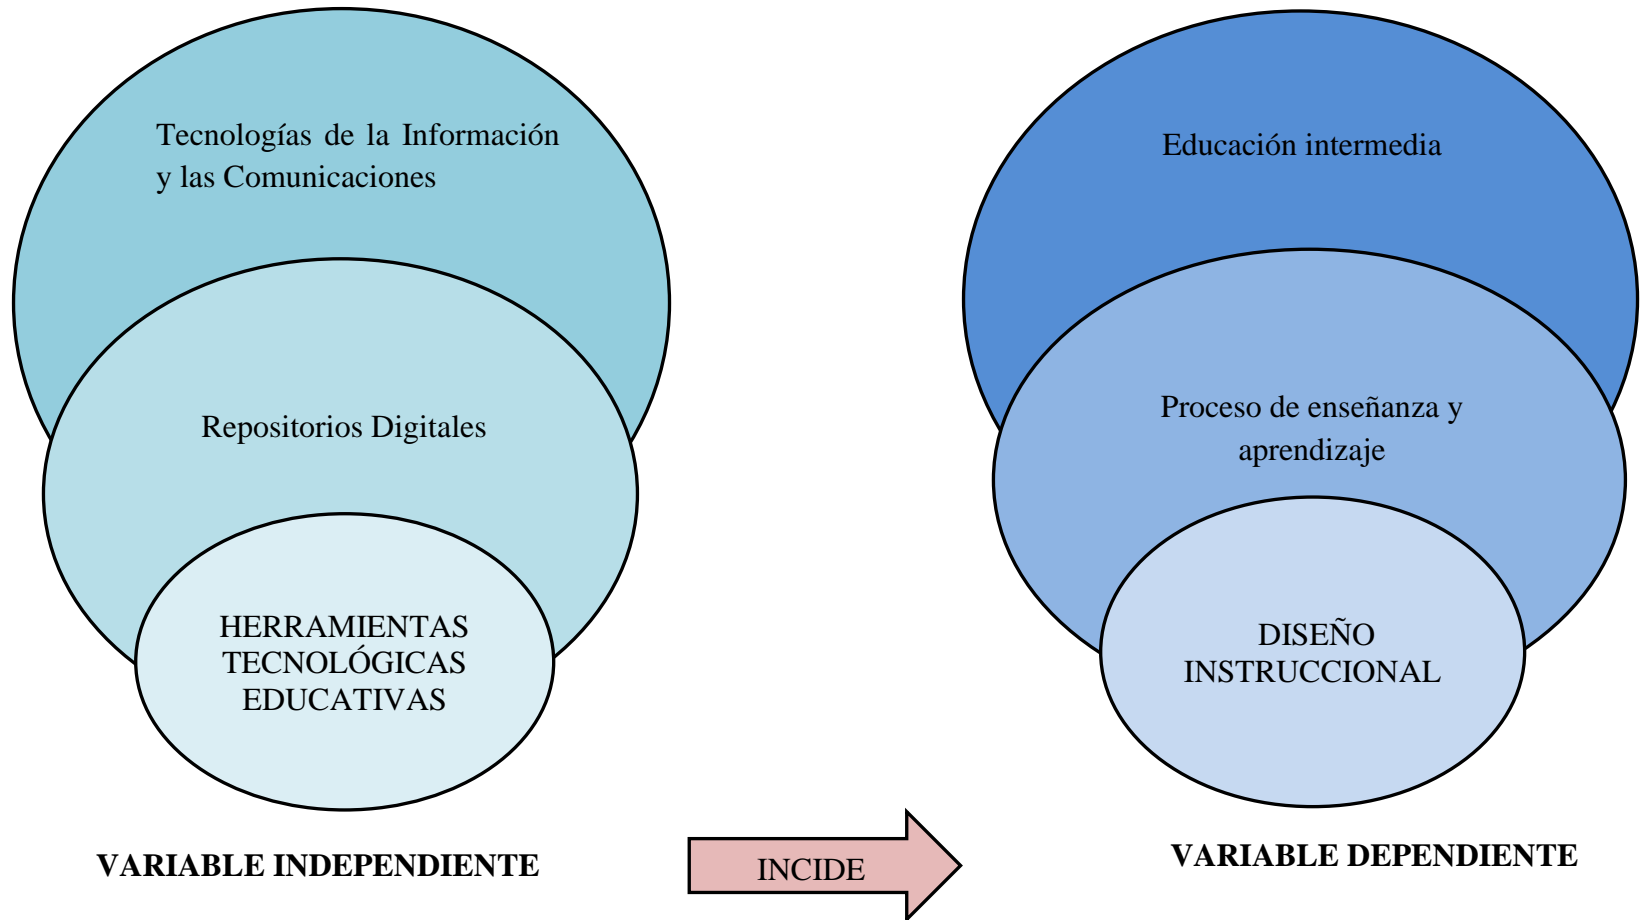 Tecnologías de la Información
y las Comunicaciones
Repositorios Digitales
HERRAMIENTAS
TECNOLÓGICAS
EDUCATIVAS
VARIABLE INDEPENDIENTE
INCIDE
Educación intermedia
Proceso de enseñanza y
aprendizaje
DISEÑO
INSTRUCCIONAL
VARIABLE DEPENDIENTE